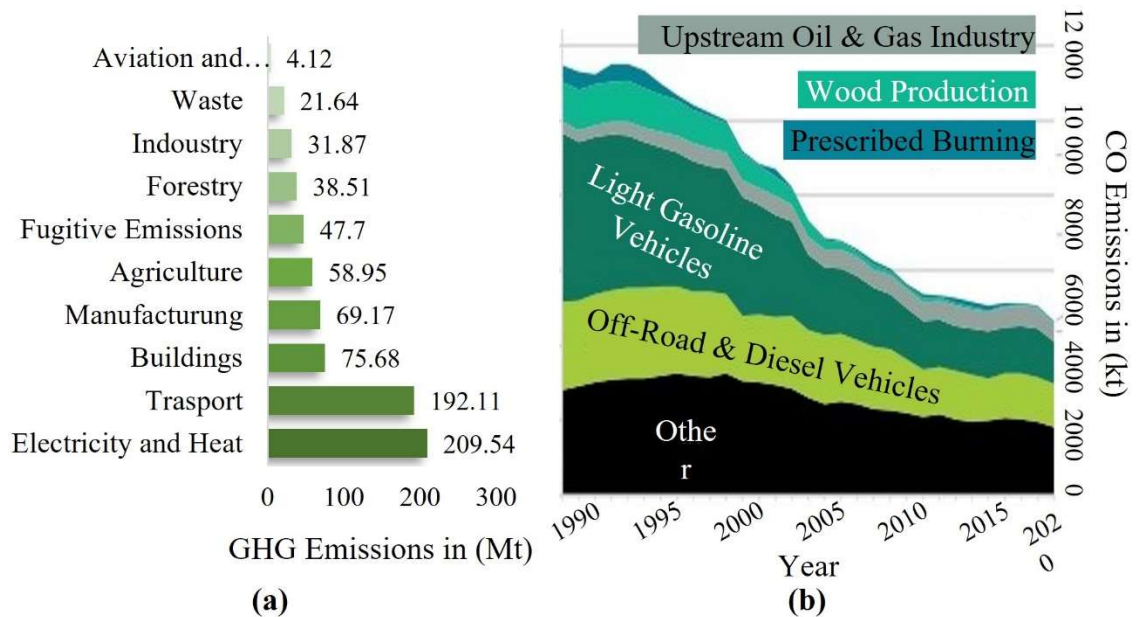 Aviation and… 4.12
Waste 21.64
Indoustry 31.87
Forestry 38.51
Fugitive Emissions 47.7
Agriculture 58.95
Manufacturung 69.17
Buildings 75.68
Trasport 192.11
Electricity and Heat 209.54
0 100 200 300
GHG Emissions in (Mt)
(a)
Upstream Oil & Gas Industry
Wood Production
Prescribed Burning
Light Gasoline
Vehicles
Off-Road & Diesel Vehicles
Othe
r
12 000
10 000
8000
6000
4000
2000
0
CO Emissions in (kt)
1990 1995 2000 2005 2010 2015 202
0
Year
(b)